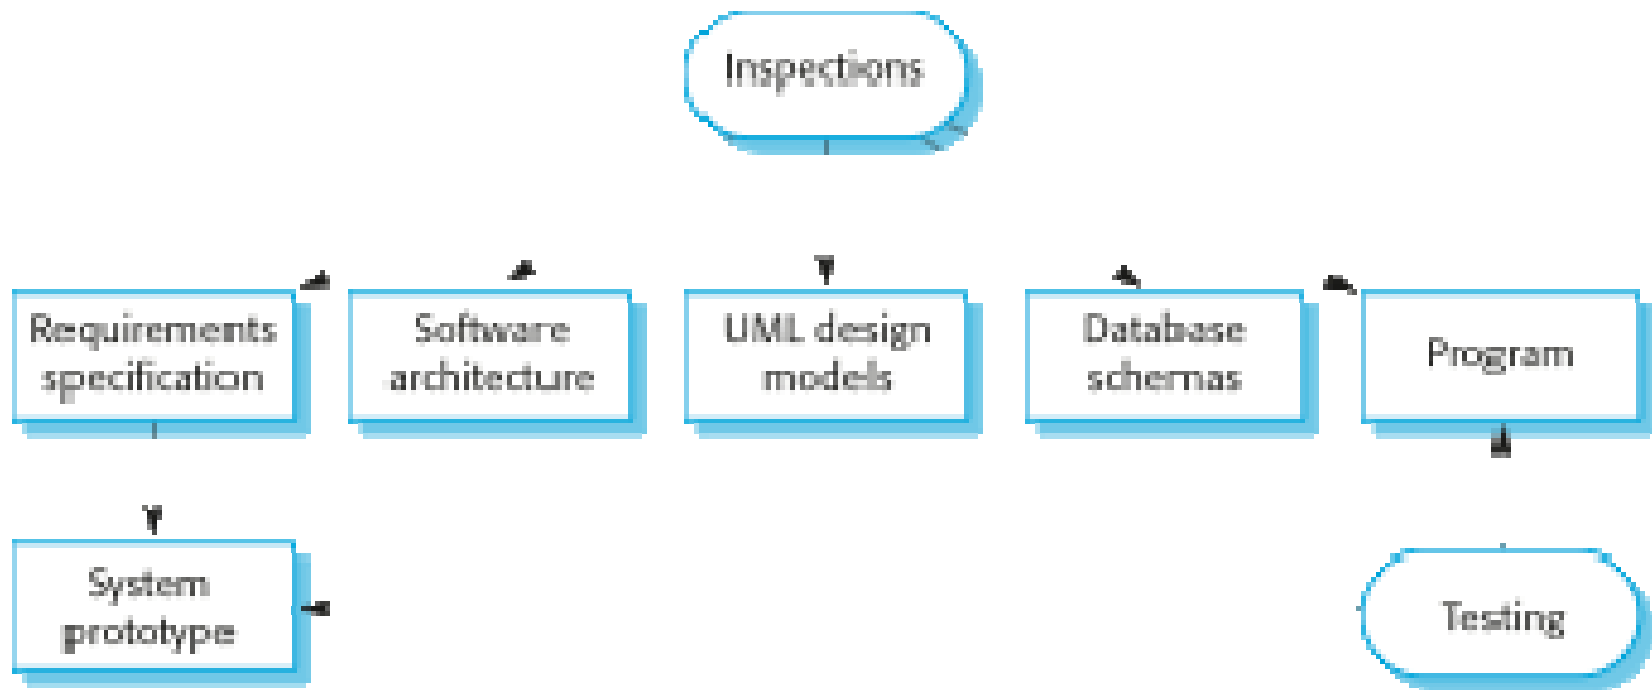 Inspections
Requirements
specification
Software
architecture
UML design
models
Database
schemas
Program
System
prototype
Testing